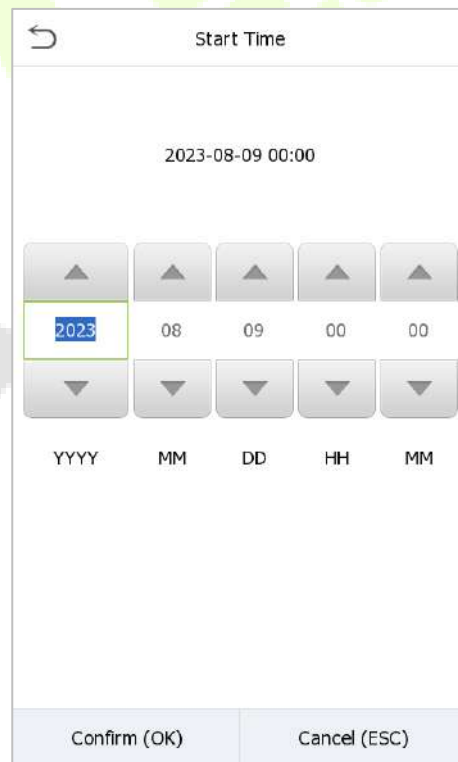 Start Time
2023-08-09 00:00
2023 08 09 00 00
YYYY MM DD HH MM
Confirm (OK) Cancel (ESC)